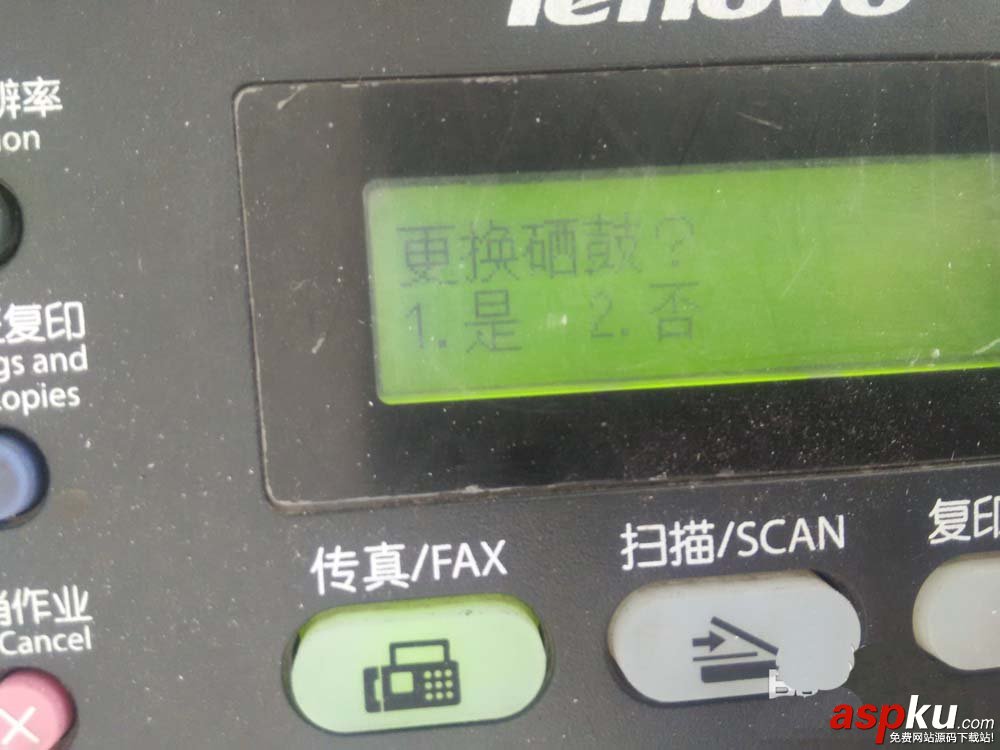 lenovo
辨率
ion
复印
gs and
copies
更换硒鼓?
1.是 2.否
传真/FAX
扫描/SCAN
复印
作业
Cancel
aspku.com
免费网站源码下载站!